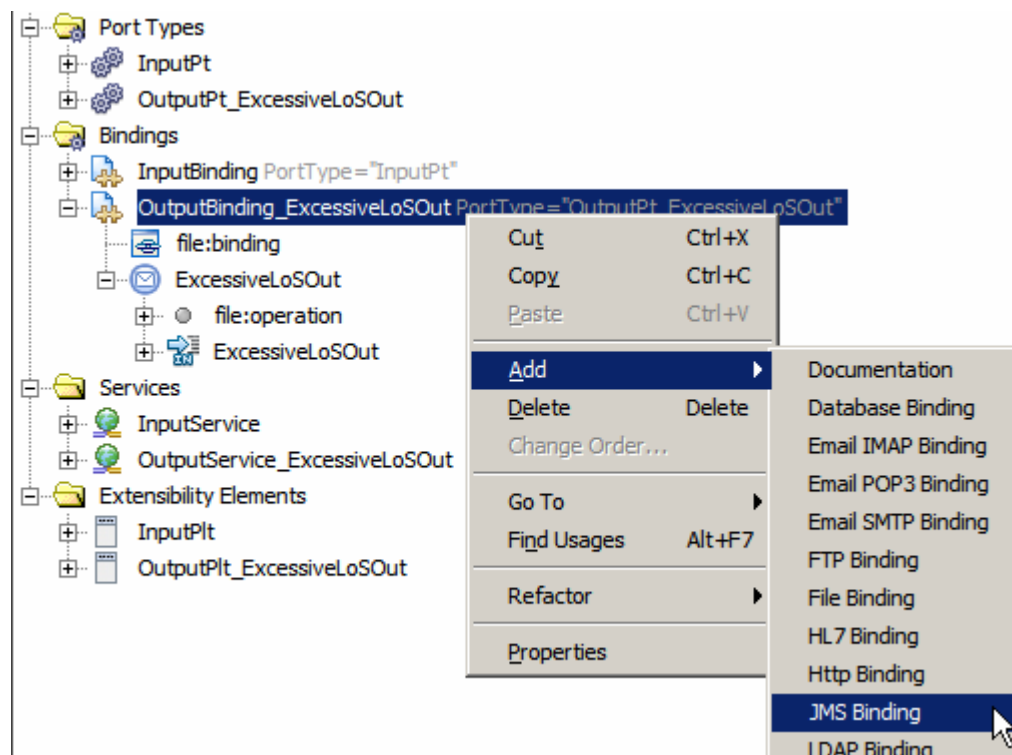 Port Types
InputPt
OutputPt_ExcessiveLoSOut
Bindings
InputBinding PortType="InputPt"
OutputBinding_ExcessiveLoSOut PortType="OutputPt_ExcessiveLoSOut"
file:binding
ExcessiveLoSOut
file:operation
IN ExcessiveLoSOut
Services
InputService
OutputService_ExcessiveLoSOut
Extensibility Elements
InputPlt
OutputPlt_ExcessiveLoSOut
Cut Ctrl+X
Copy Ctrl+C
Paste Ctrl+V
Add
Delete Delete
Change Order...
Go To
Find Usages Alt+F7
Refactor
Properties
Documentation
Database Binding
Email IMAP Binding
Email POP3 Binding
Email SMTP Binding
FTP Binding
File Binding
HL7 Binding
Http Binding
JMS Binding
LDAP Binding